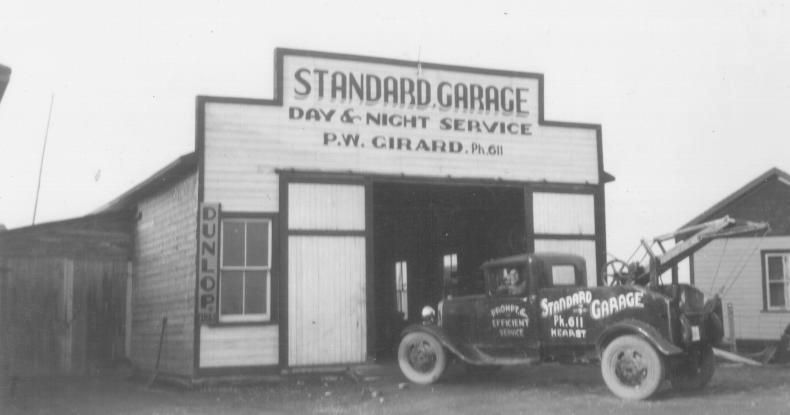 STANDARD GARAGE
DAY & NIGHT SERVICE
P.W. GIRARD. Ph. 611
DUNLOP
PROMPT &
EFFICIENT
SERVICE
STANDARD GARAGE
Ph. 611
HEARST